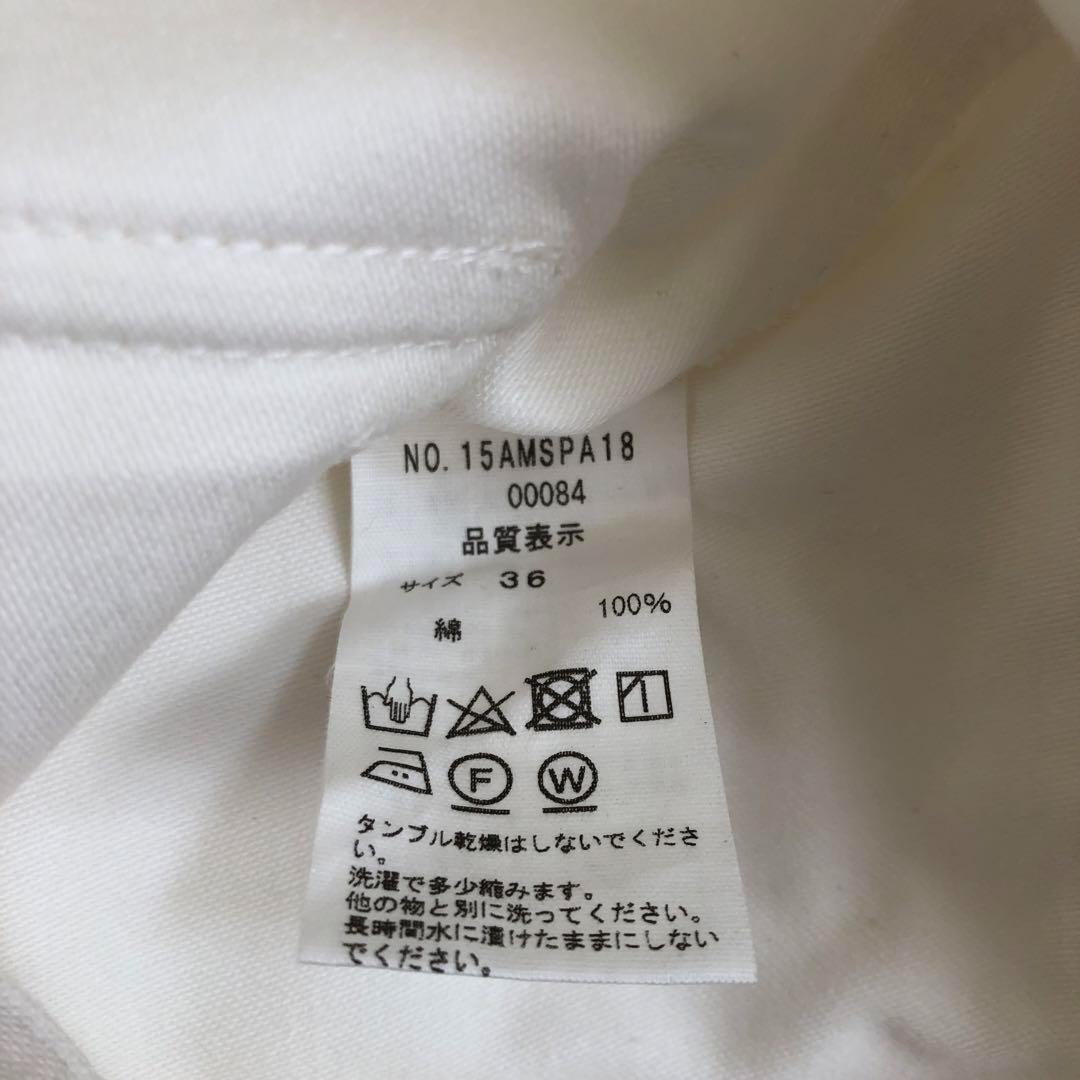 NO. 15AMSPA18
00084
品質表示
サイズ 36
綿 100%
F W
タンブル乾燥はしないでくださ
い。
洗濯で多少縮みます。
他の物と別に洗ってください。
長時間水に漬けたままにしない
でください。